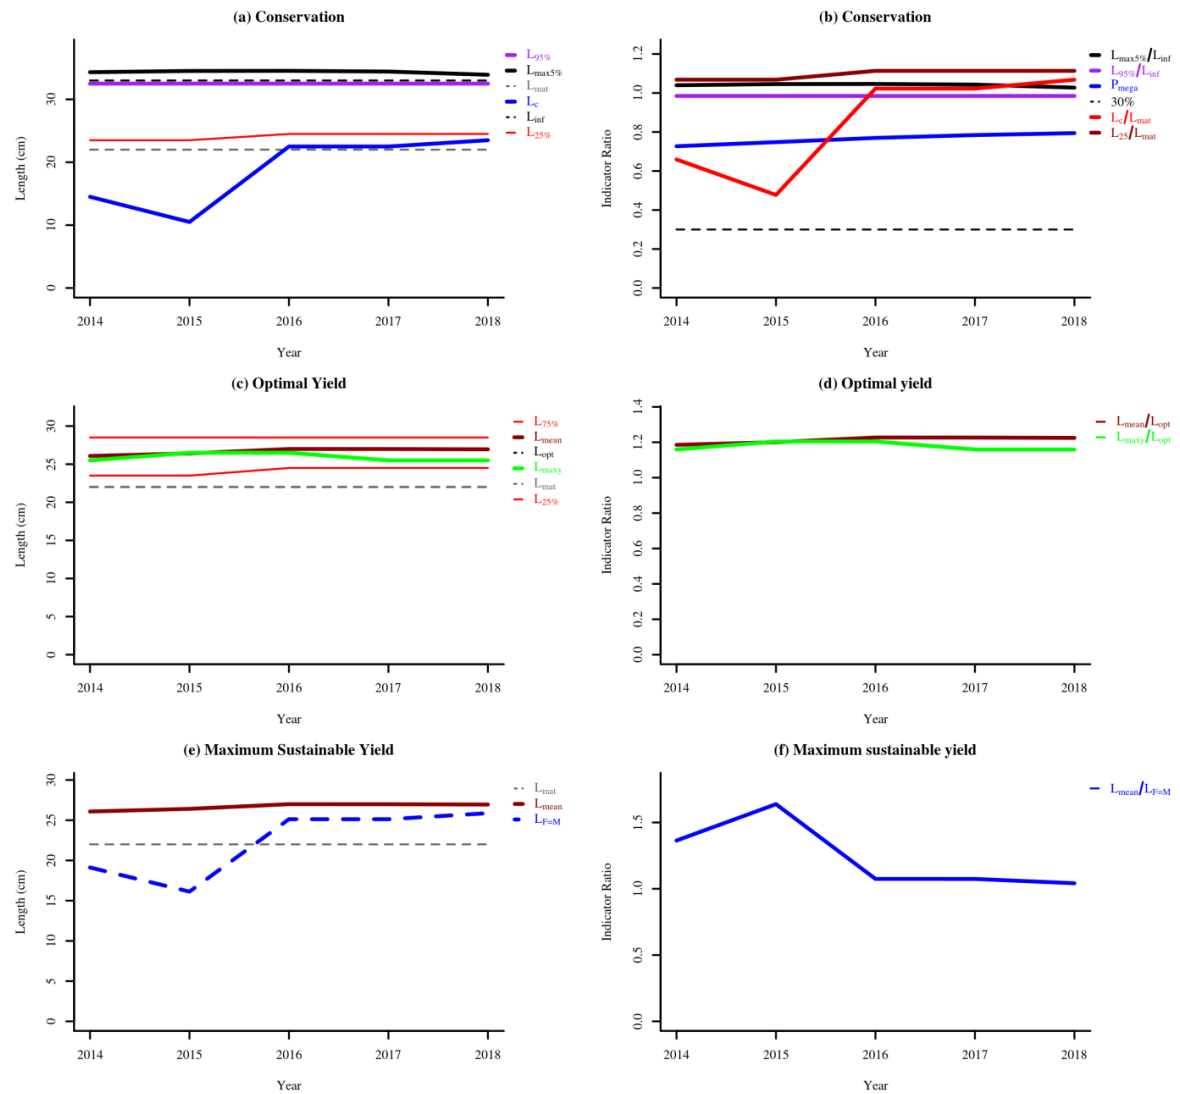 (a) Conservation
Length (cm)
30
20
10
0
2014 2015 2016 2017 2018
Year
L95%
Lmax5%
Lmat
Lc
Linf
L25%
(b) Conservation
Indicator Ratio
1.2
1.0
0.8
0.6
0.4
0.2
0.0
2014 2015 2016 2017 2018
Year
Lmax5%/Linf
L95%/Linf
Pmega
30%
Lc/Lmat
L25/Lmat
(c) Optimal Yield
Length (cm)
30
25
20
15
10
5
0
2014 2015 2016 2017 2018
Year
L75%
Lmean
Lopt
Lmaxy
Lmat
L25%
(d) Optimal yield
Indicator Ratio
1.4
1.2
1.0
0.8
0.6
0.4
0.2
0.0
2014 2015 2016 2017 2018
Year
Lmean/Lopt
Lmaxy/Lopt
(e) Maximum Sustainable Yield
Length (cm)
30
25
20
15
10
5
0
2014 2015 2016 2017 2018
Year
Lmat
Lmean
LF=M
(f) Maximum sustainable yield
Indicator Ratio
1.5
1.0
0.5
0.0
2014 2015 2016 2017 2018
Year
Lmean/LF=M